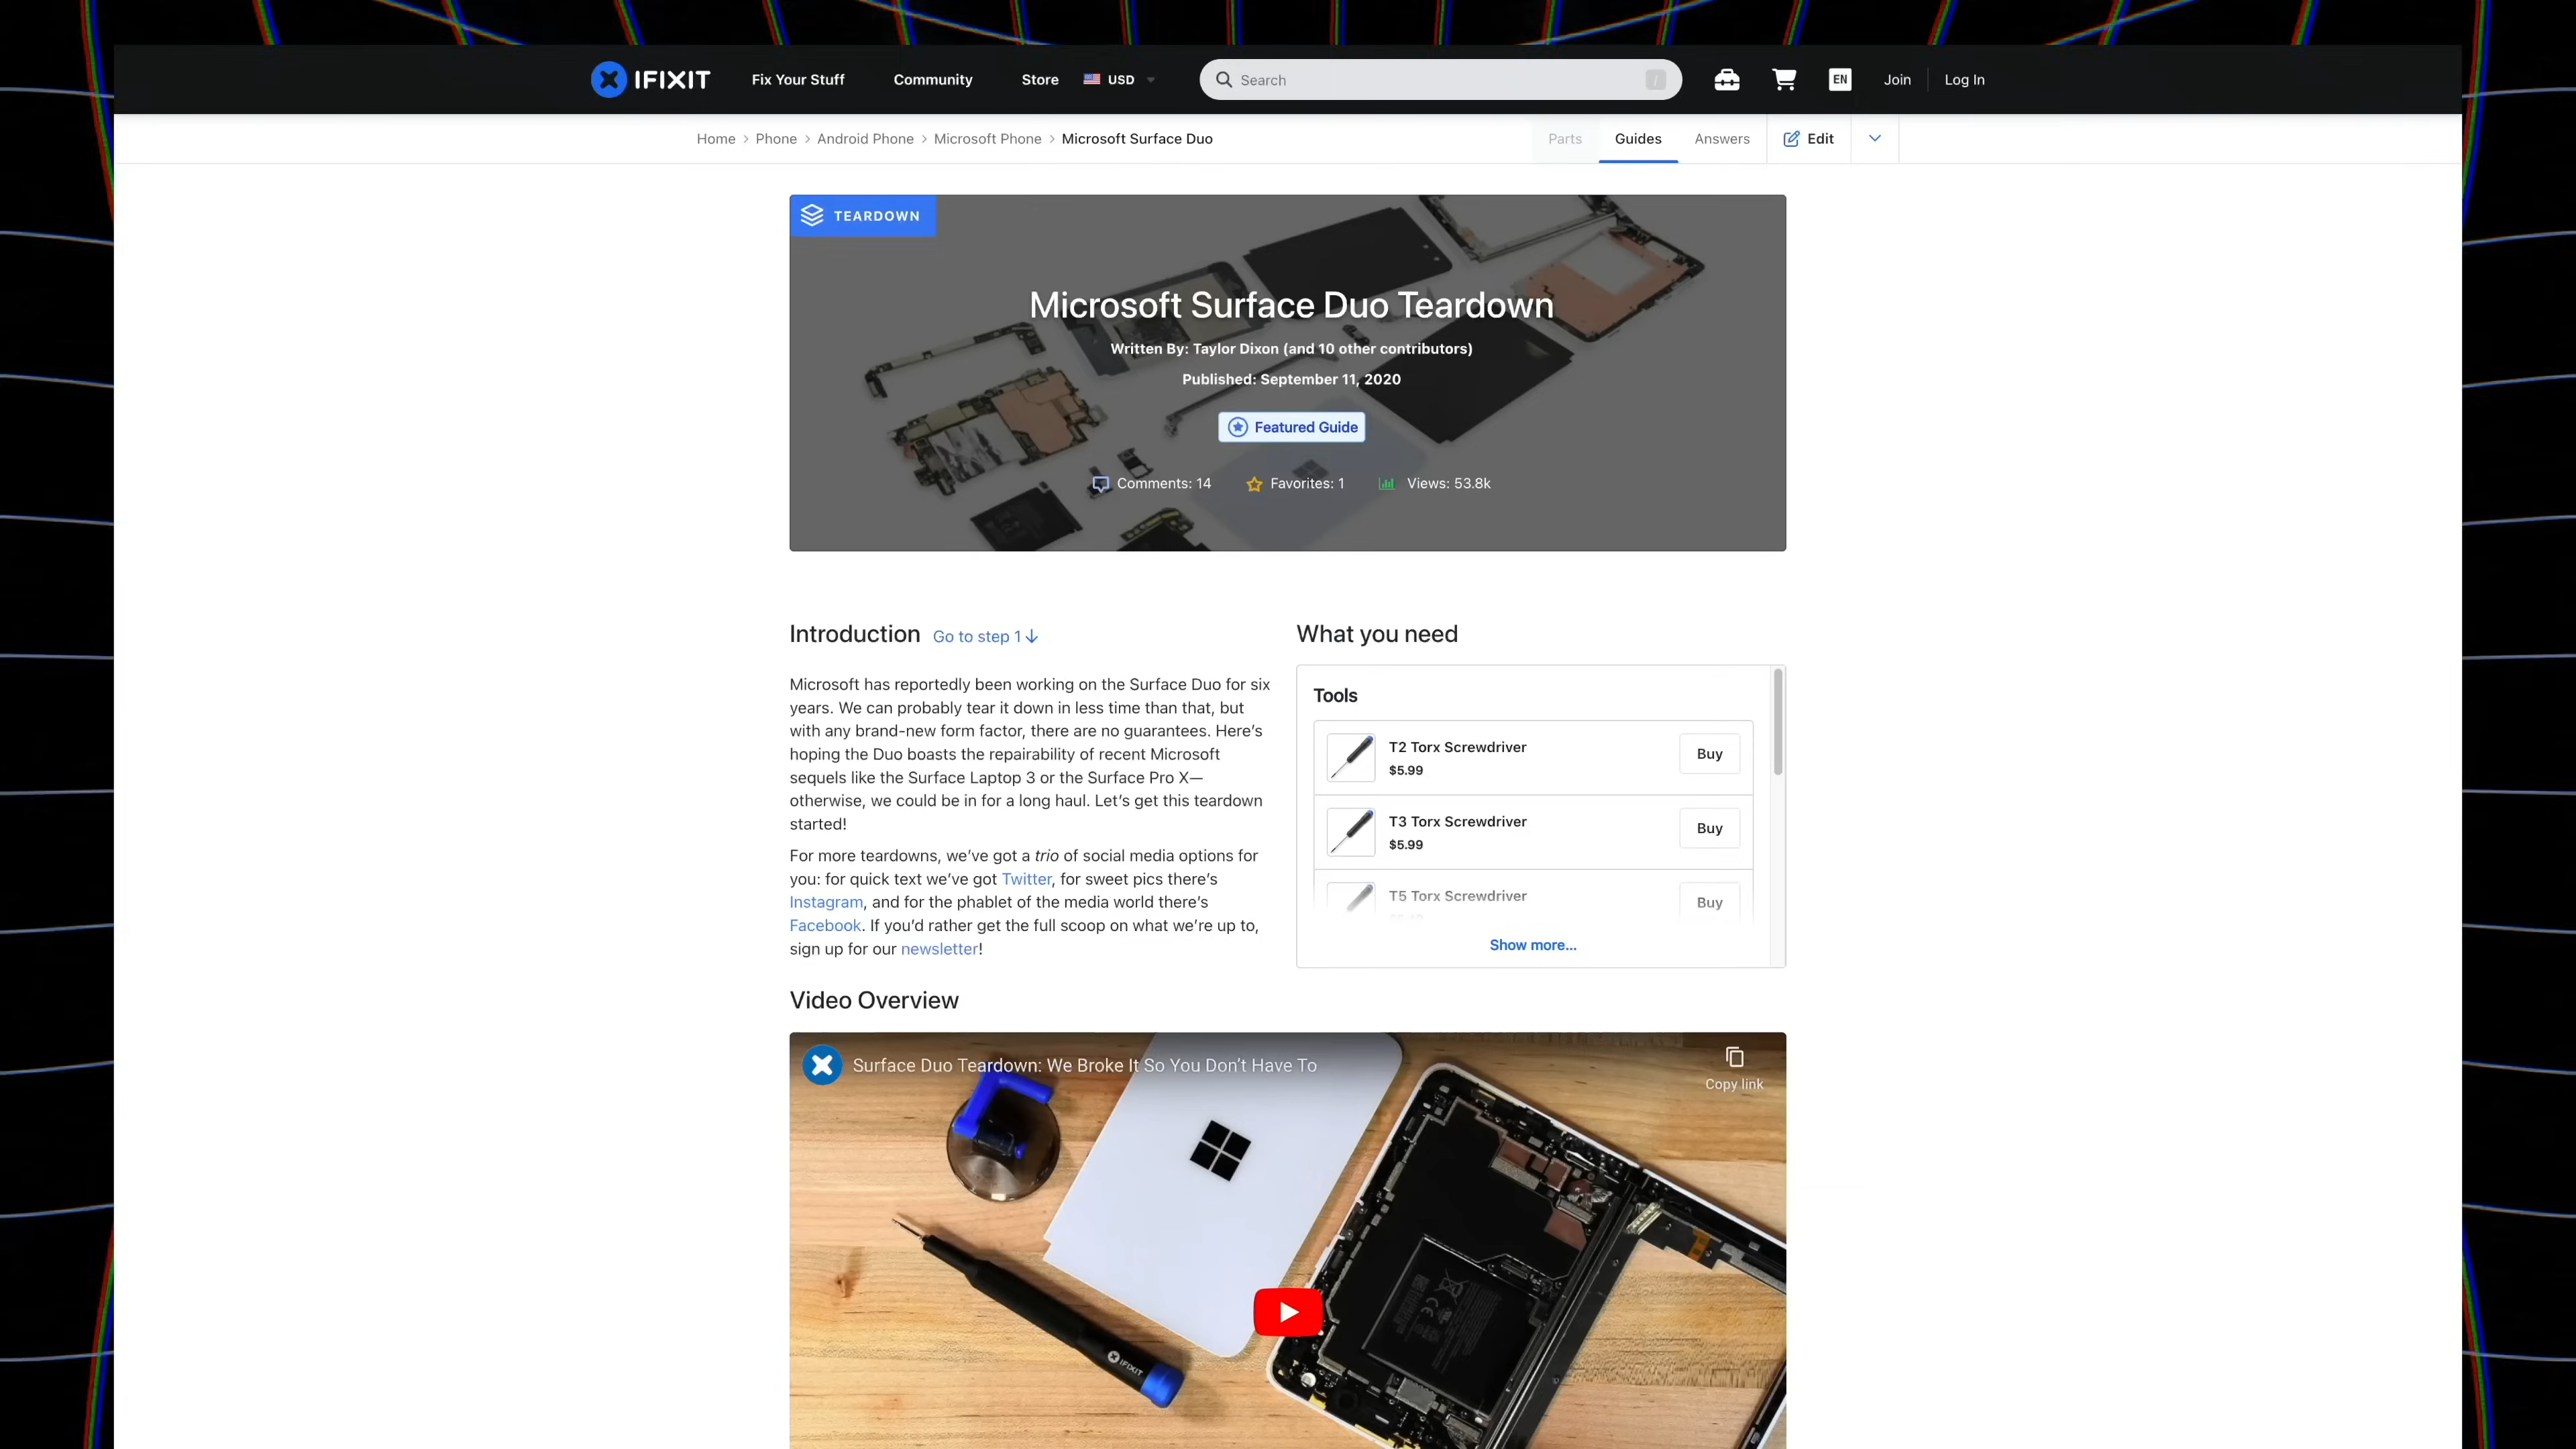 IFIXIT
Fix Your Stuff
Community
Store
USD
Search
/
EN
Join
Log In
Home > Phone > Android Phone > Microsoft Phone > Microsoft Surface Duo
Parts
Guides
Answers
Edit
TEARDOWN
Microsoft Surface Duo Teardown
Written By: Taylor Dixon (and 10 other contributors)
Published: September 11, 2020
Featured Guide
Comments: 14
Favorites: 1
Views: 53.8k
Introduction
Go to step 1
Microsoft has reportedly been working on the Surface Duo for six
years. We can probably tear it down in less time than that, but
with any brand-new form factor, there are no guarantees. Here’s
hoping the Duo boasts the repairability of recent Microsoft
sequels like the Surface Laptop 3 or the Surface Pro X—
otherwise, we could be in for a long haul. Let’s get this teardown
started!
For more teardowns, we’ve got a trio of social media options for
you: for quick text we’ve got Twitter, for sweet pics there’s
Instagram, and for the phablet of the media world there’s
Facebook. If you’d rather get the full scoop on what we’re up to,
sign up for our newsletter!
What you need
Tools
T2 Torx Screwdriver
$5.99
Buy
T3 Torx Screwdriver
$5.99
Buy
T5 Torx Screwdriver
Buy
Show more...
Video Overview
Surface Duo Teardown: We Broke It So You Don’t Have To
Copy link
IFIXIT